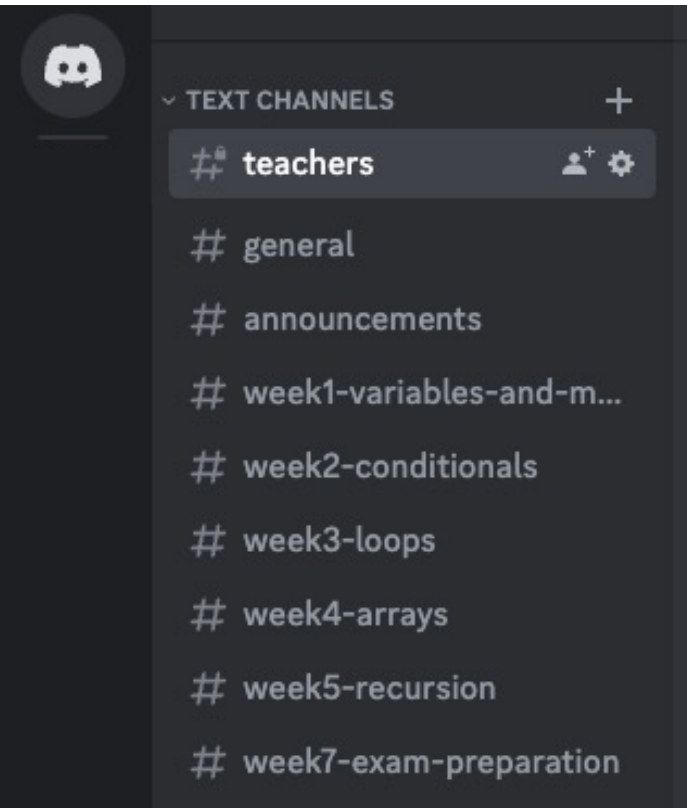 TEXT CHANNELS
teachers
# general
# announcements
# week1-variables-and-m...
# week2-conditionals
# week3-loops
# week4-arrays
# week5-recursion
# week7-exam-preparation